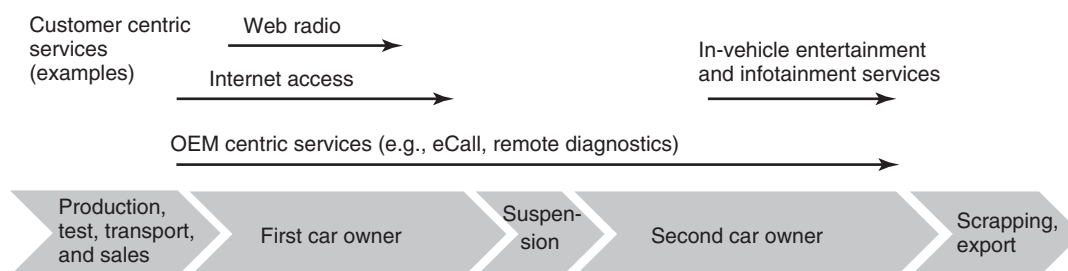 Customer centric
services
(examples)
Web radio
Internet access
In-vehicle entertainment
and infotainment services
OEM centric services (e.g., eCall, remote diagnostics)
Production,
test, transport,
and sales
First car owner
Suspen-
sion
Second car owner
Scrapping,
export